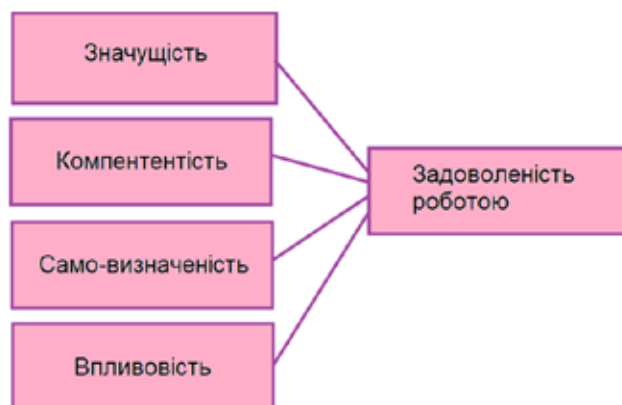 Значущість
Компентентість
Само-визначеність
Впливовість
Задоволеність
роботою